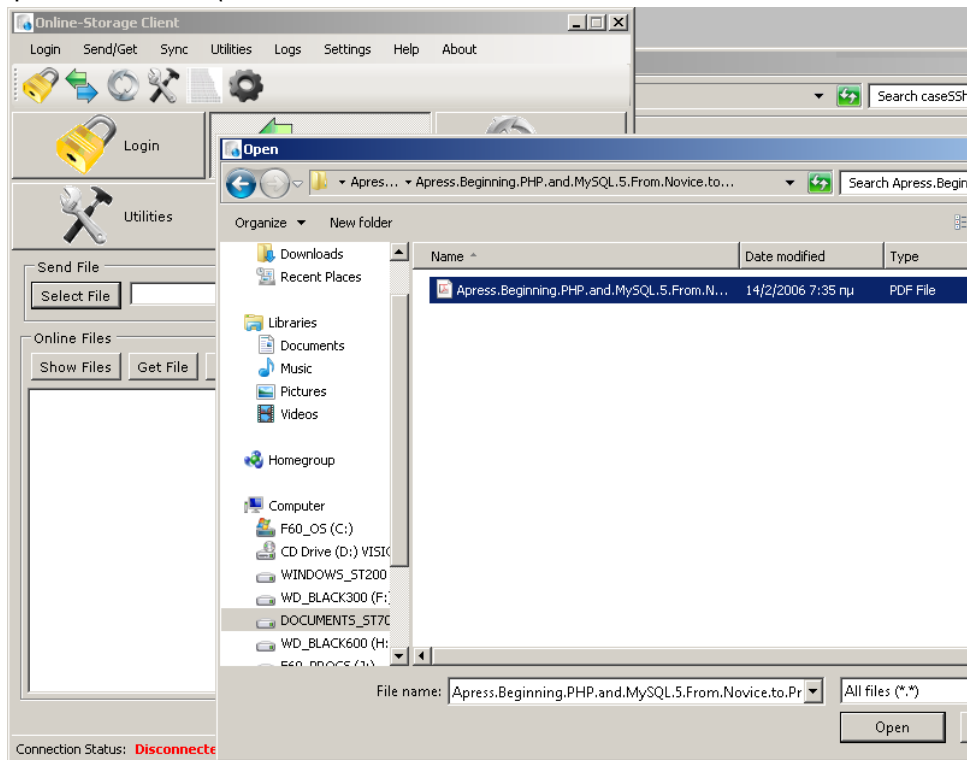 Online-Storage Client
Login Send/Get Sync Utilities Logs Settings Help About
Search caseSSh
Login
Open
Apres... Apress.Beginning.PHP.and.MySQL.5.From.Novice.to... Search Apress.Begin
Utilities
Organize New folder
Name Date modified Type
Downloads
Recent Places
Apress.Beginning.PHP.and.MySQL.5.From.N... 14/2/2006 7:35 πμ PDF File
Send File
Select File
Libraries
Documents
Music
Pictures
Videos
Online Files
Show Files Get File
Homegroup
Computer
F60_OS (C:)
CD Drive (D:) VISIO
WINDOWS_ST200
WD_BLACK300 (F:)
DOCUMENTS_ST70
WD_BLACK600 (H:
File name: Apress.Beginning.PHP.and.MySQL.5.From.Novice.to.Pr All files (*.*)
Open
Connection Status: Disconnecte